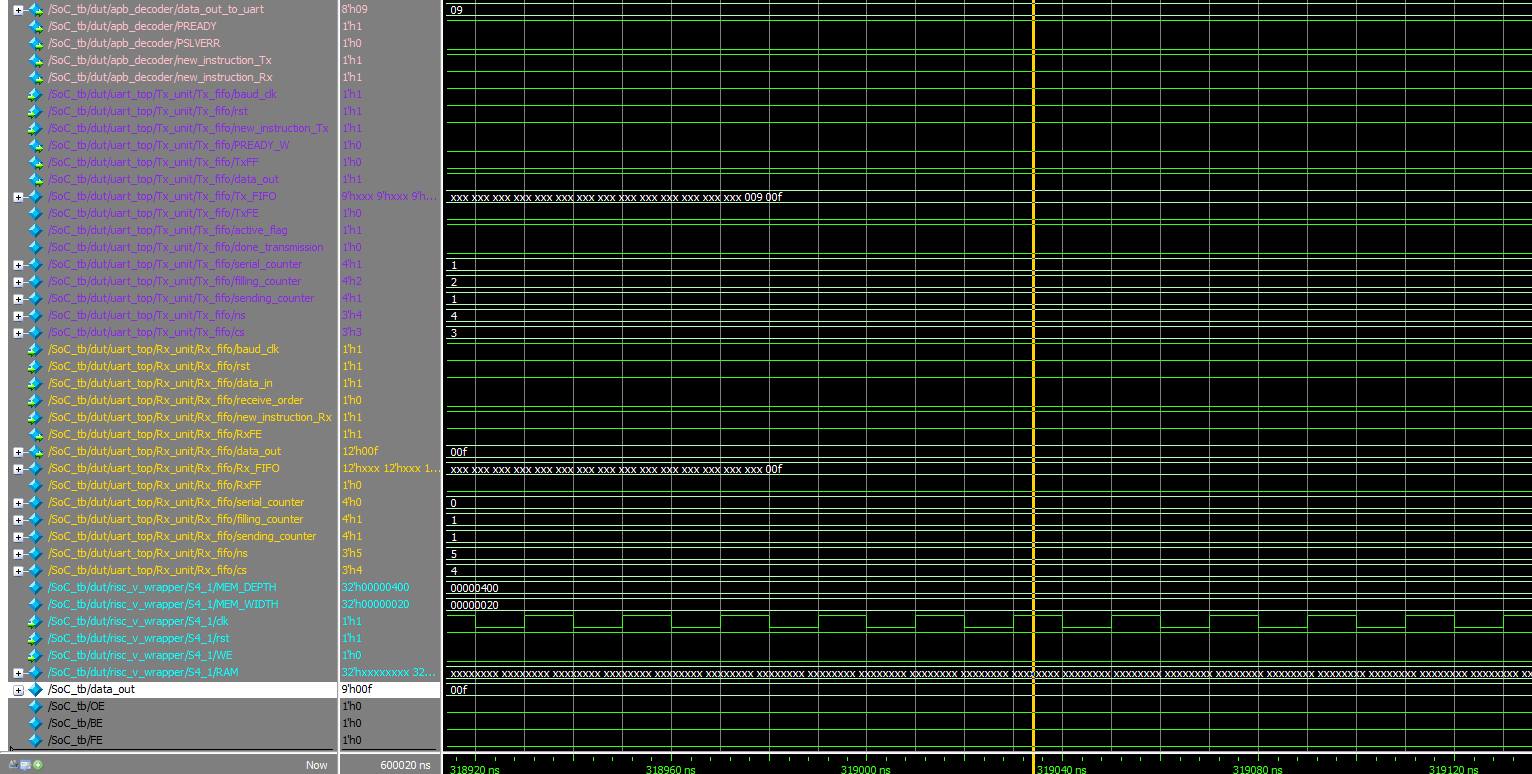 /SoC_tb/dut/apb_decoder/data_out_to_uart 8'h09 09
/SoC_tb/dut/apb_decoder/PREADY 1'h1
/SoC_tb/dut/apb_decoder/PSLVERR 1'h0
/SoC_tb/dut/apb_decoder/new_instruction_Tx 1'h1
/SoC_tb/dut/apb_decoder/new_instruction_Rx 1'h1
/SoC_tb/dut/uart_top/Tx_unit/Tx_fifo/baud_clk 1'h1
/SoC_tb/dut/uart_top/Tx_unit/Tx_fifo/rst 1'h1
/SoC_tb/dut/uart_top/Tx_unit/Tx_fifo/new_instruction_Tx 1'h1
/SoC_tb/dut/uart_top/Tx_unit/Tx_fifo/PREADY_W 1'h0
/SoC_tb/dut/uart_top/Tx_unit/Tx_fifo/TxFF 1'h0
/SoC_tb/dut/uart_top/Tx_unit/Tx_fifo/data_out 1'h1
/SoC_tb/dut/uart_top/Tx_unit/Tx_fifo/Tx_FIFO 9'hxxx 9'hxxx 9'h... xxx xxx xxx xxx xxx xxx xxx xxx xxx xxx xxx xxx xxx xxx 009 00f
/SoC_tb/dut/uart_top/Tx_unit/Tx_fifo/TxFE 1'h0
/SoC_tb/dut/uart_top/Tx_unit/Tx_fifo/active_flag 1'h1
/SoC_tb/dut/uart_top/Tx_unit/Tx_fifo/done_transmission 1'h0
/SoC_tb/dut/uart_top/Tx_unit/Tx_fifo/serial_counter 4'h1 1
/SoC_tb/dut/uart_top/Tx_unit/Tx_fifo/filling_counter 4'h2 2
/SoC_tb/dut/uart_top/Tx_unit/Tx_fifo/sending_counter 4'h1 1
/SoC_tb/dut/uart_top/Tx_unit/Tx_fifo/ns 3'h4 4
/SoC_tb/dut/uart_top/Tx_unit/Tx_fifo/cs 3'h3 3
/SoC_tb/dut/uart_top/Rx_unit/Rx_fifo/baud_clk 1'h1
/SoC_tb/dut/uart_top/Rx_unit/Rx_fifo/rst 1'h1
/SoC_tb/dut/uart_top/Rx_unit/Rx_fifo/data_in 1'h1
/SoC_tb/dut/uart_top/Rx_unit/Rx_fifo/receive_order 1'h0
/SoC_tb/dut/uart_top/Rx_unit/Rx_fifo/new_instruction_Rx 1'h1
/SoC_tb/dut/uart_top/Rx_unit/Rx_fifo/RxFE 1'h1
/SoC_tb/dut/uart_top/Rx_unit/Rx_fifo/data_out 12'h00f 00f
/SoC_tb/dut/uart_top/Rx_unit/Rx_fifo/Rx_FIFO 12'hxxx 12'hxxx 1... xxx xxx xxx xxx xxx xxx xxx xxx xxx xxx xxx xxx xxx xxx xxx 00f
/SoC_tb/dut/uart_top/Rx_unit/Rx_fifo/RxFF 1'h0
/SoC_tb/dut/uart_top/Rx_unit/Rx_fifo/serial_counter 4'h0 0
/SoC_tb/dut/uart_top/Rx_unit/Rx_fifo/filling_counter 4'h1 1
/SoC_tb/dut/uart_top/Rx_unit/Rx_fifo/sending_counter 4'h1 1
/SoC_tb/dut/uart_top/Rx_unit/Rx_fifo/ns 3'h5 5
/SoC_tb/dut/uart_top/Rx_unit/Rx_fifo/cs 3'h4 4
/SoC_tb/dut/risc_v_wrapper/S4_1/MEM_DEPTH 32'h00000400 00000400
/SoC_tb/dut/risc_v_wrapper/S4_1/MEM_WIDTH 32'h00000020 00000020
/SoC_tb/dut/risc_v_wrapper/S4_1/clk 1'h1
/SoC_tb/dut/risc_v_wrapper/S4_1/rst 1'h1
/SoC_tb/dut/risc_v_wrapper/S4_1/WE 1'h0
/SoC_tb/dut/risc_v_wrapper/S4_1/RAM 32'hxxxxxxxx 32... xxxxxxxx xxxxxxxx xxxxxxxx xxxxxxxx xxxxxxxx xxxxxxxx xxxxxxxx xxxxxxxx xxxxxxxx xxxxxxxx xxxxxxxx xxxxxxxx xxxxxxxx xxxxxxxx xxxxxxxx xxxxxxxx xxxxxxxx xxxxxxxx xxxxxxxx xxxxxxxx xxxxxxxx xxxxxxxx xxx
/SoC_tb/data_out 9'h00f 00f
/SoC_tb/OE 1'h0
/SoC_tb/BE 1'h0
/SoC_tb/FE 1'h0
Now 600020 ns 318920 ns 318960 ns 319000 ns 319040 ns 319080 ns 319120 ns